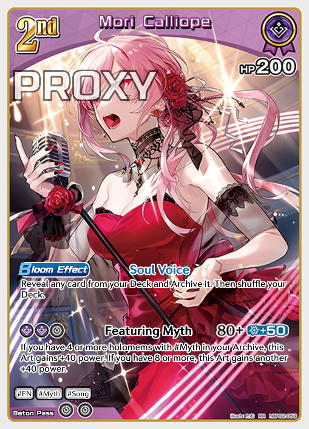 2nd
Mori Calliope
HP200
PROXY
Bloom Effect
Soul Voice
Reveal any card from your Deck and Archive it. Then shuffle your
Deck.
Featuring Myth
80+
+50
If you have 4 or more holomems with #Myth in your Archive, this
Art gains +40 power. If you have 8 or more, this Art gains another
+40 power.
#EN #Myth #Song
Baton Pass
RR